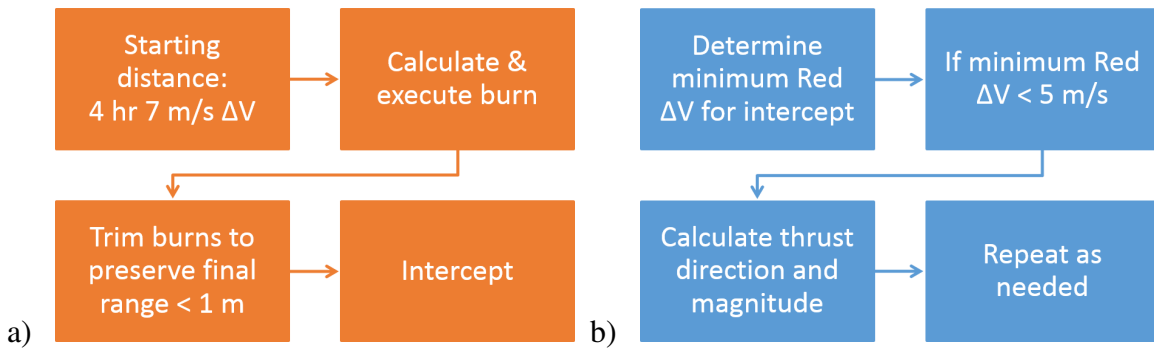 Starting
distance:
4 hr 7 m/s ΔV
Calculate &
execute burn
Trim burns to
preserve final
range < 1 m
Intercept
a)
Determine
minimum Red
ΔV for intercept
If minimum Red
ΔV < 5 m/s
Calculate thrust
direction and
magnitude
Repeat as
needed
b)